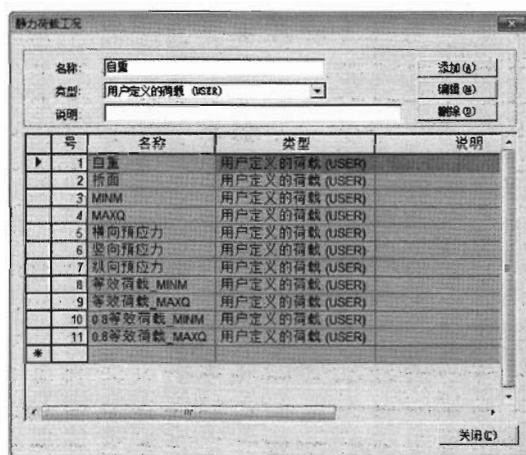 静力荷载工况
名称: 自重 添加(A)
类型: 用户定义的荷载 (USER) 编辑(M)
说明: 删除(D)
号 名称 类型 说明
1 自重 用户定义的荷载 (USER)
2 桥面 用户定义的荷载 (USER)
3 MINM 用户定义的荷载 (USER)
4 MAXQ 用户定义的荷载 (USER)
5 横向预应力 用户定义的荷载 (USER)
6 竖向预应力 用户定义的荷载 (USER)
7 纵向预应力 用户定义的荷载 (USER)
8 等效荷载_MINM 用户定义的荷载 (USER)
9 等效荷载_MAXQ 用户定义的荷载 (USER)
10 0.8等效荷载_MINM 用户定义的荷载 (USER)
11 0.8等效荷载_MAXQ 用户定义的荷载 (USER)
关闭(C)